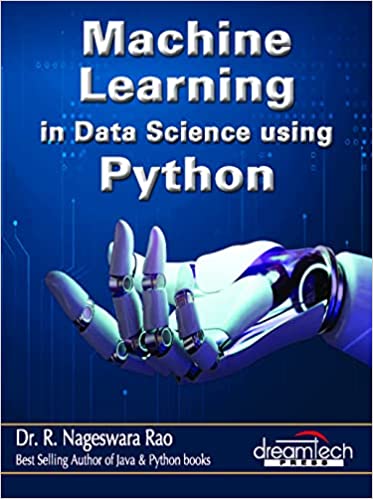 Machine
Learning
in Data Science using
Python
Dr. R. Nageswara Rao
Best Selling Author of Java & Python books
dreamtech
PRESS